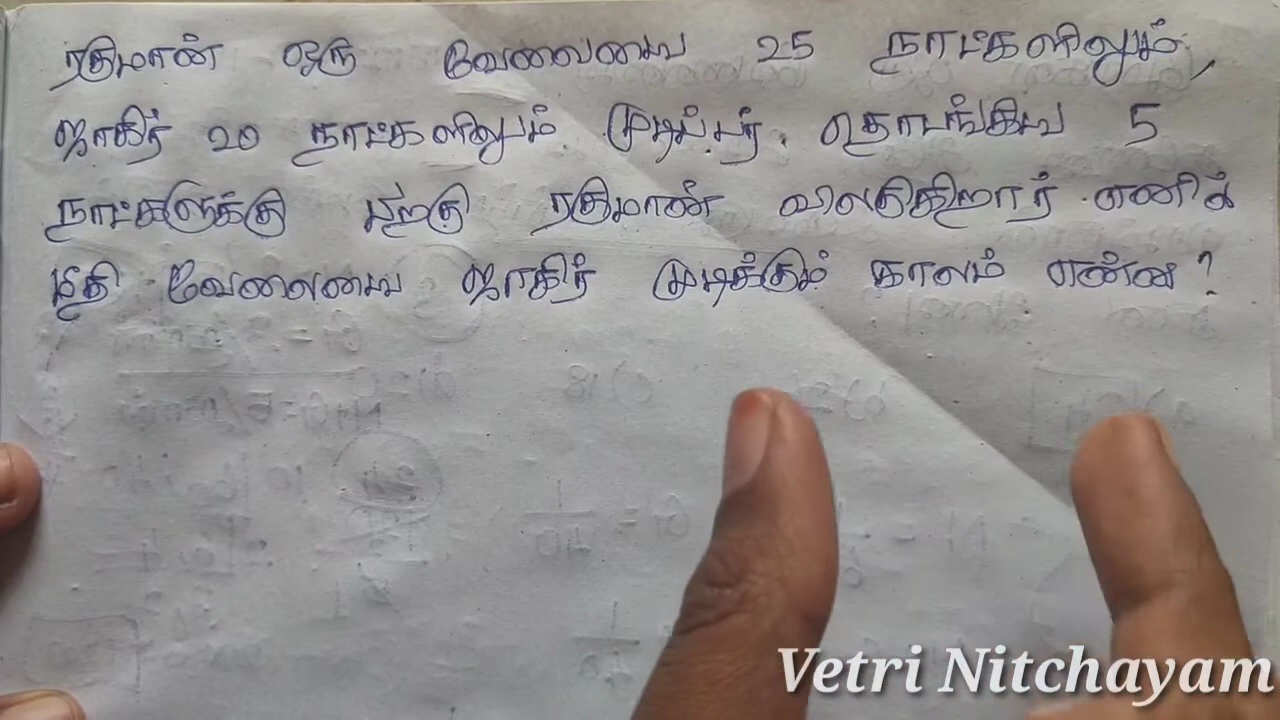 ரகுமான் ஒரு வேலையை 25 நாட்களிலும்,
ஜாகிர் 20 நாட்களிலும் முடிப்பர். தொடங்கிய 5
நாட்களுக்கு பிறகு ரகுமான் விலகுகிறார் எனில்
மீதி வேலையை ஜாகிர் முடிக்கும் காலம் என்ன?
Vetri Nitchayam